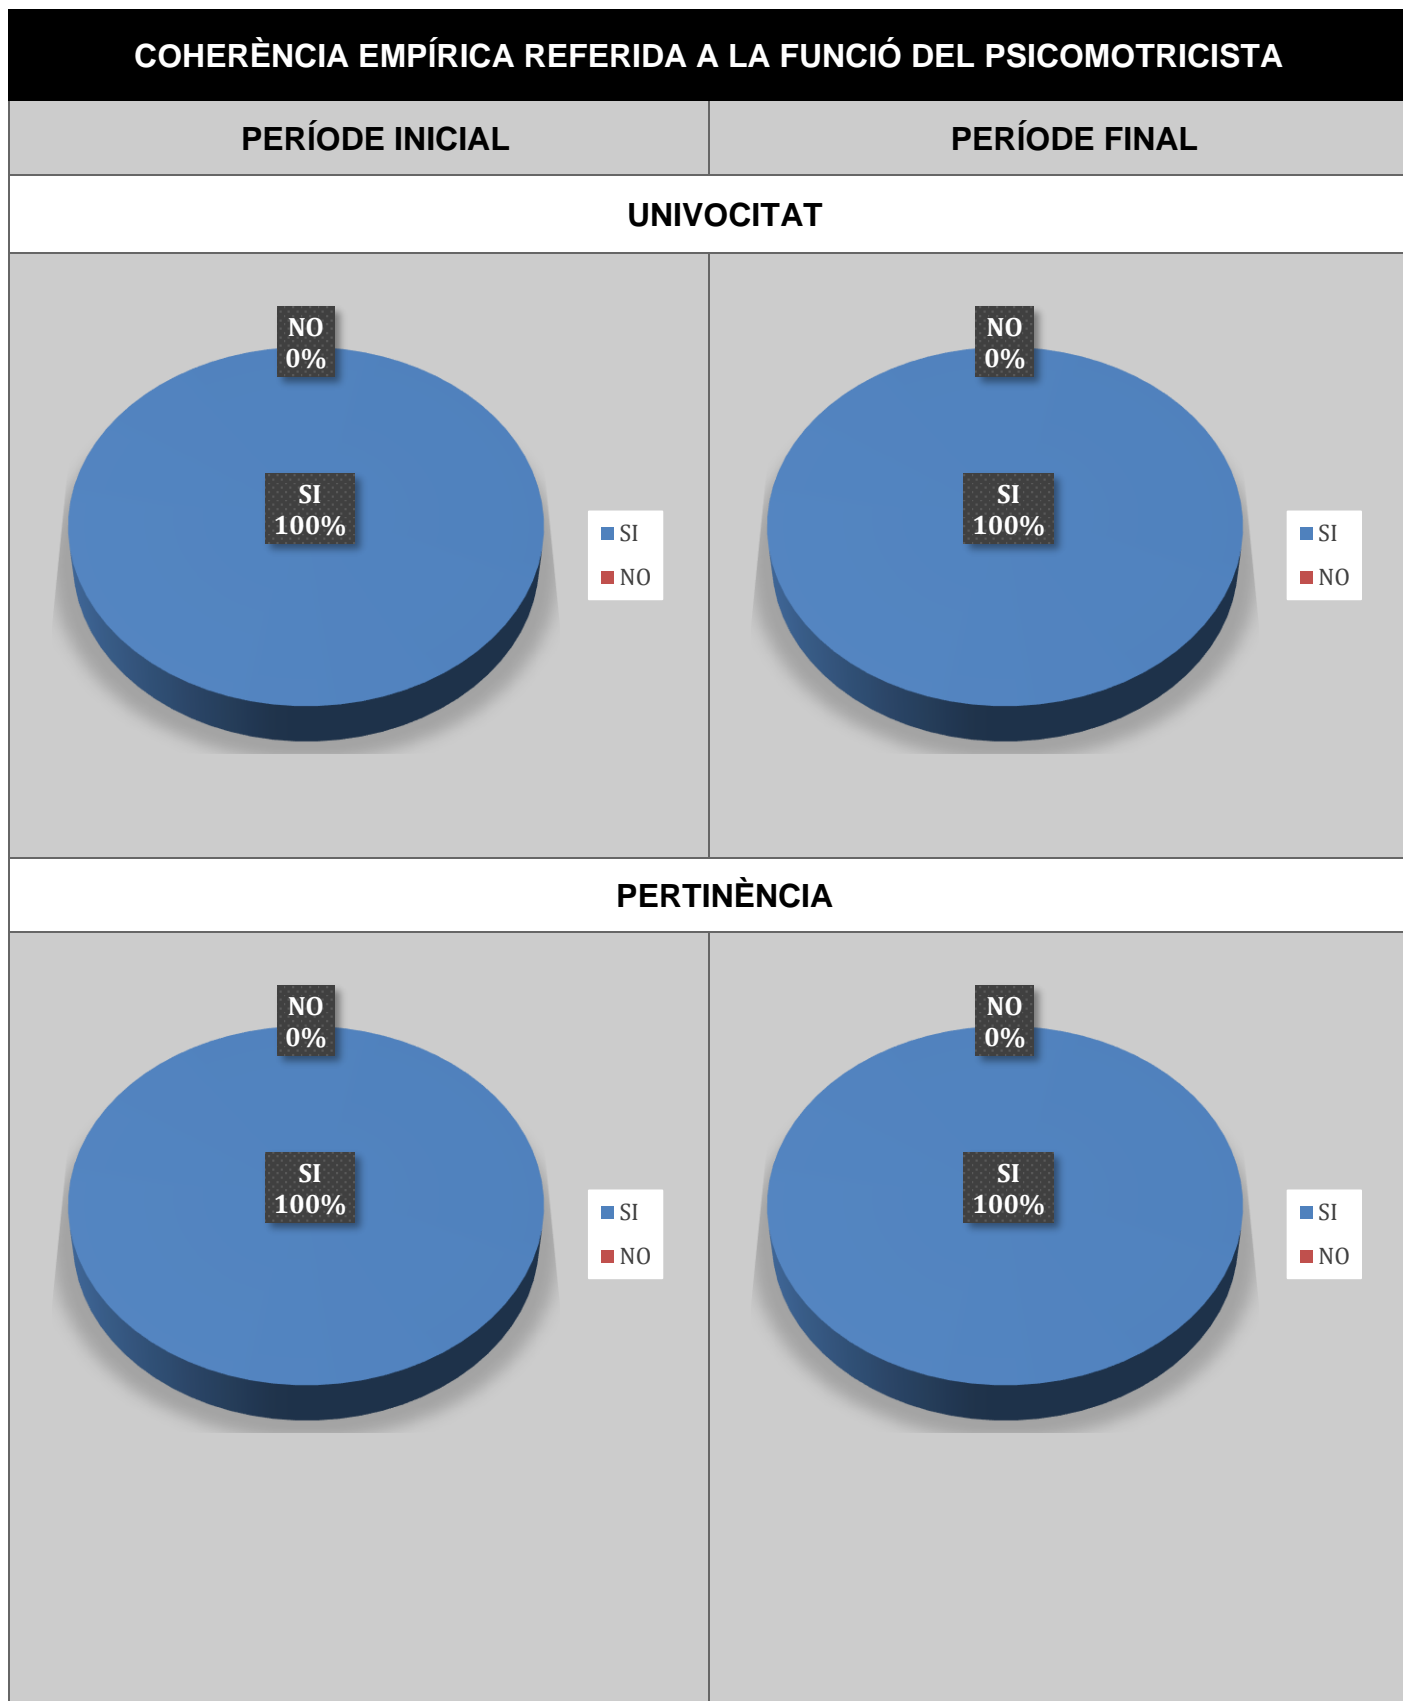 COHERÈNCIA EMPÍRICA REFERIDA A LA FUNCIÓ DEL PSICOMOTRICISTA
PERÍODE INICIAL
PERÍODE FINAL
UNIVOCITAT
NO
0%
SI
100%
SI
NO
NO
0%
SI
100%
SI
NO
PERTINÈNCIA
NO
0%
SI
100%
SI
NO
NO
0%
SI
100%
SI
NO